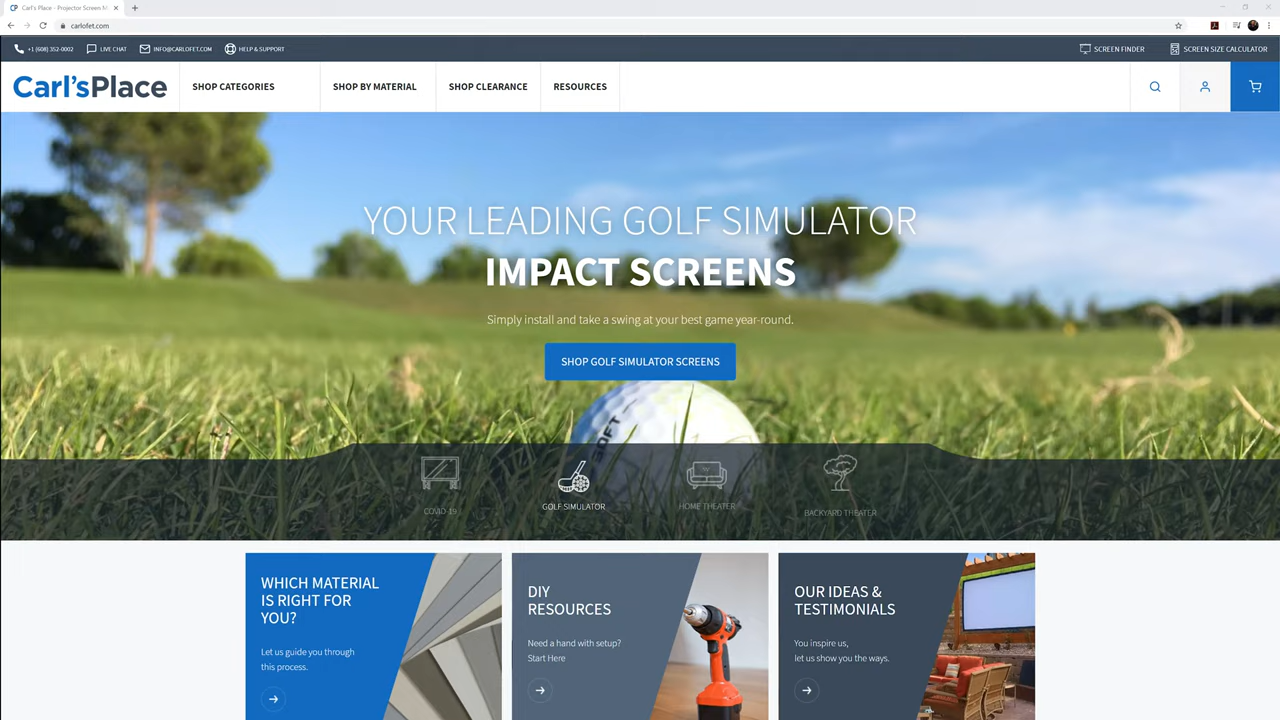 Carl's Place - Projector Screen M
carlofet.com
+1 (608) 352-0002
LIVE CHAT
INFO@CARLOFET.COM
HELP & SUPPORT
SCREEN FINDER
SCREEN SIZE CALCULATOR
Carl'sPlace
SHOP CATEGORIES
SHOP BY MATERIAL
SHOP CLEARANCE
RESOURCES
YOUR LEADING GOLF SIMULATOR
IMPACT SCREENS
Simply install and take a swing at your best game year-round.
SHOP GOLF SIMULATOR SCREENS
COVID-19
GOLF SIMULATOR
HOME THEATER
BACKYARD THEATER
WHICH MATERIAL
IS RIGHT FOR
YOU?
Let us guide you through
this process.
DIY
RESOURCES
Need a hand with setup?
Start Here
OUR IDEAS &
TESTIMONIALS
You inspire us,
let us show you the ways.